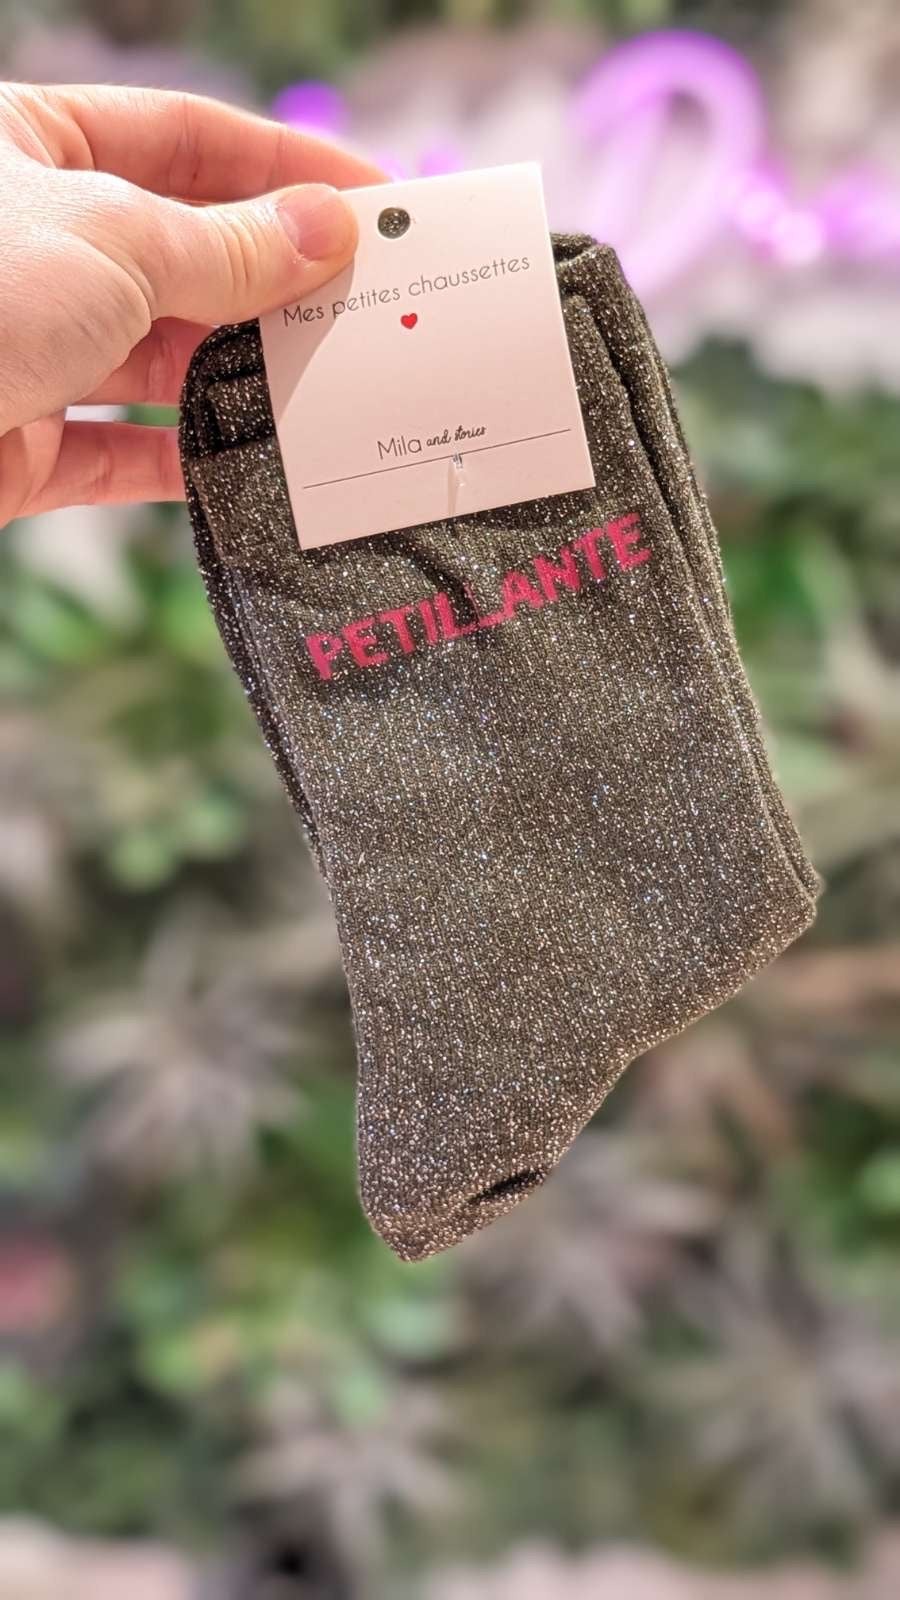 Mes petites chaussettes
Mila and stories
PETILLANTE